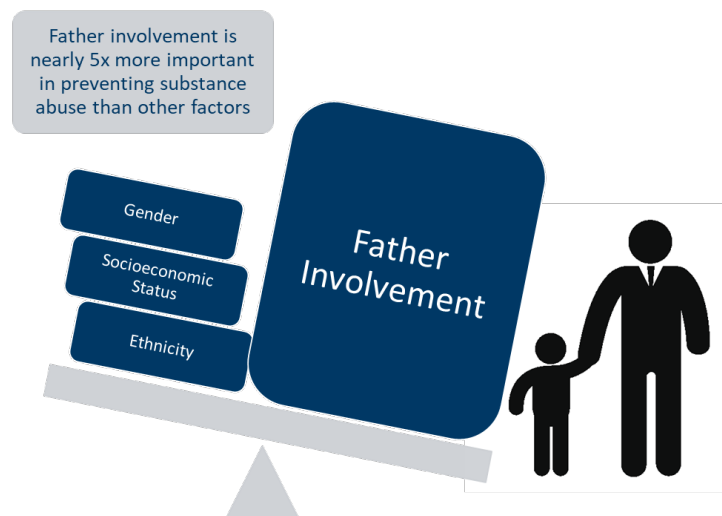 Father involvement is
nearly 5x more important
in preventing substance
abuse than other factors
Gender
Socioeconomic
Status
Ethnicity
Father
Involvement